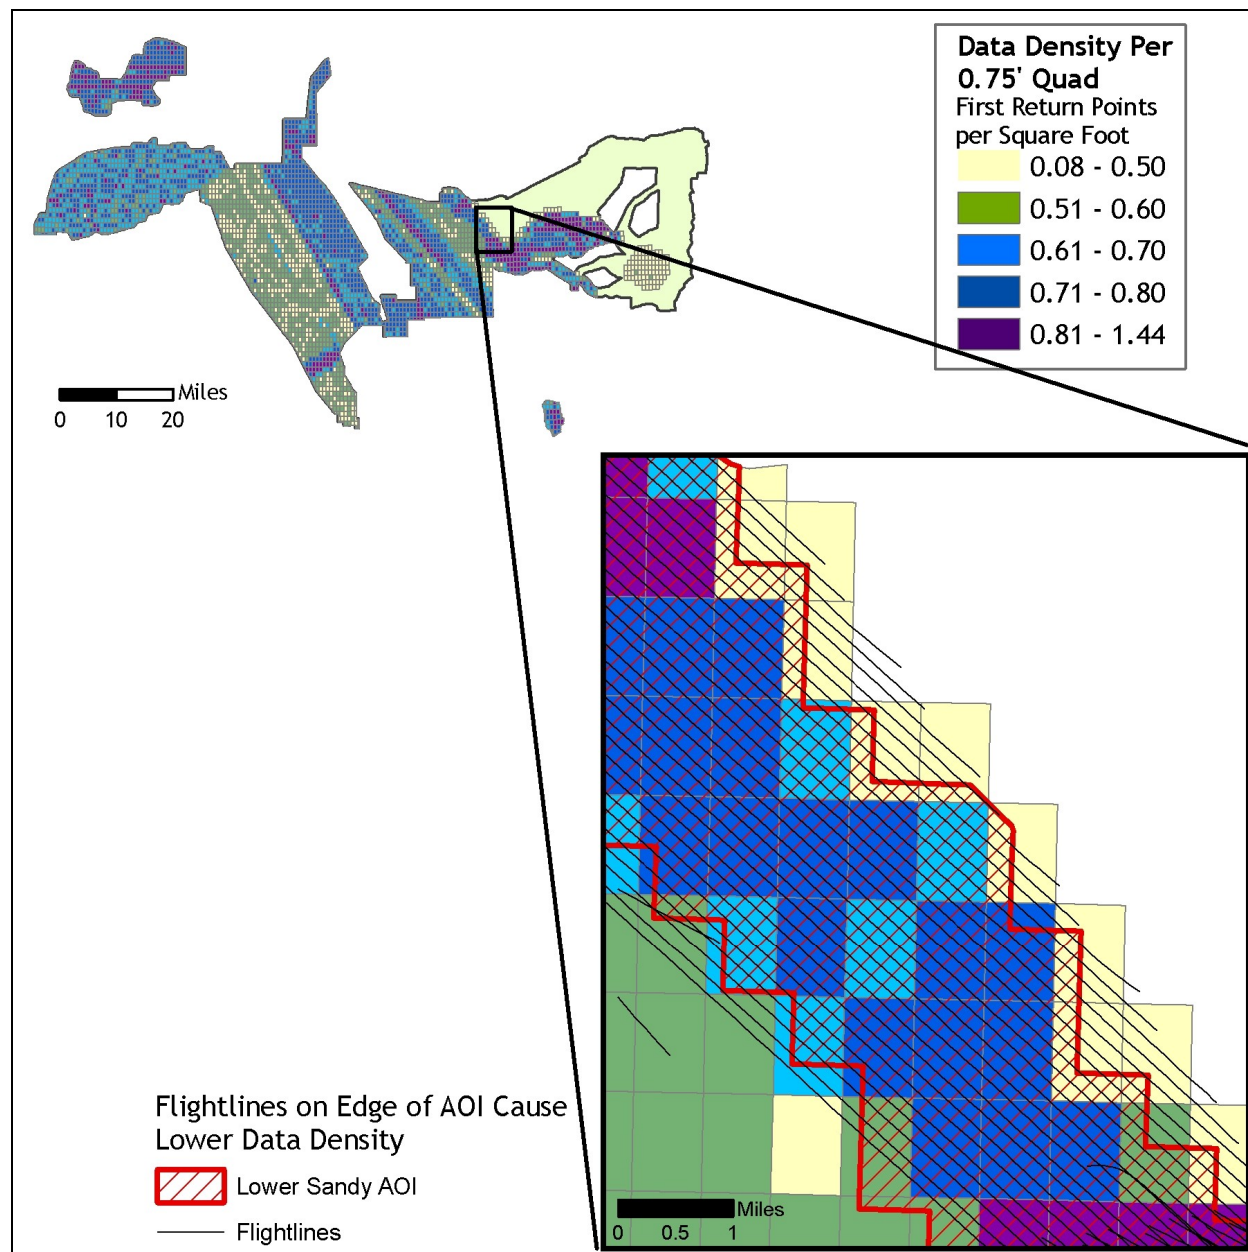 Data Density Per
0.75' Quad
First Return Points
per Square Foot
0.08 - 0.50
0.51 - 0.60
0.61 - 0.70
0.71 - 0.80
0.81 - 1.44
Miles
0 10 20
Flightlines on Edge of AOI Cause
Lower Data Density
Lower Sandy AOI
Flightlines
Miles
0 0.5 1